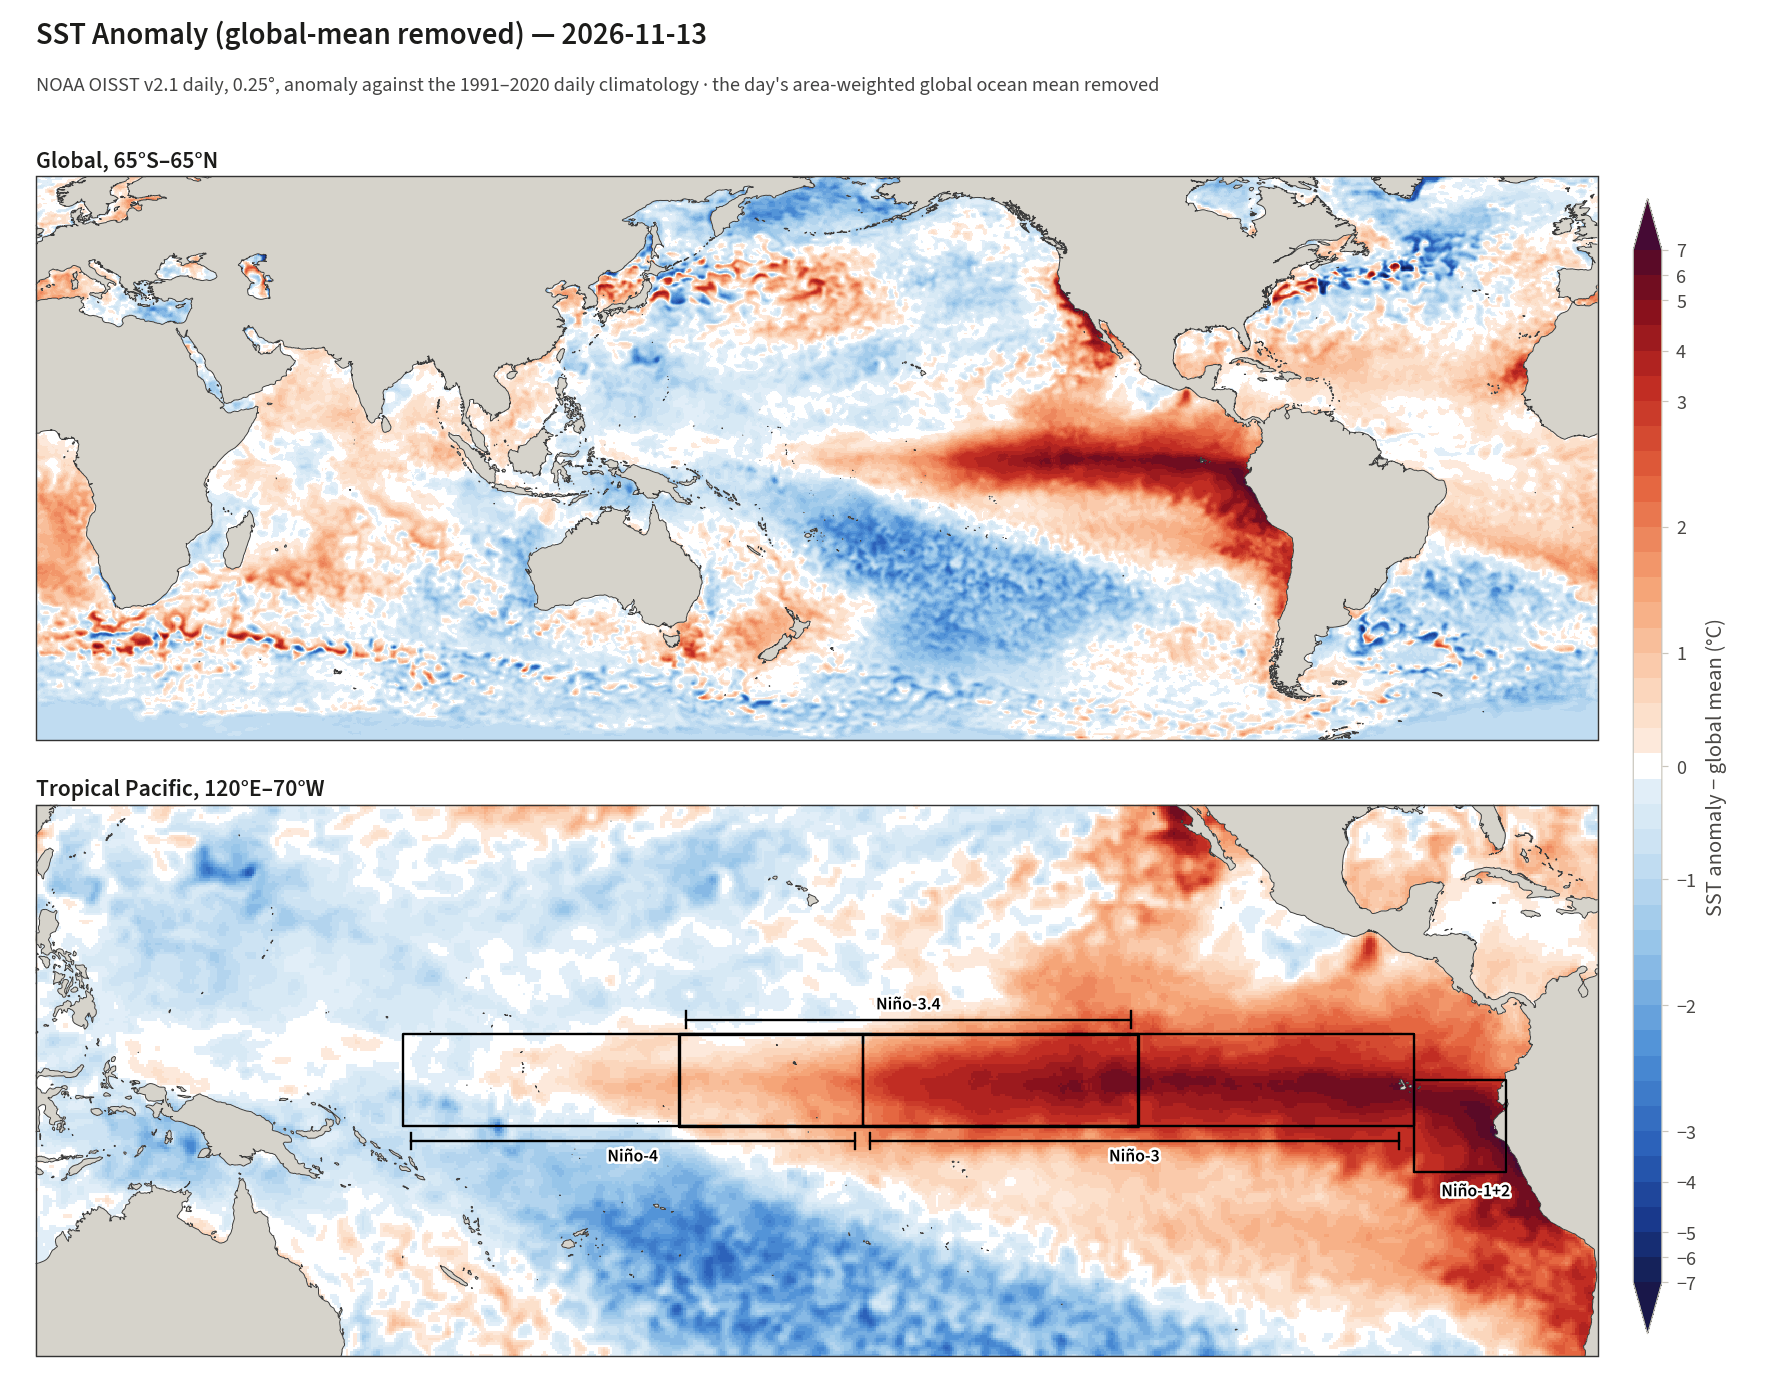 SST Anomaly (global-mean removed) — 2026-11-13
NOAA OISST v2.1 daily, 0.25°, anomaly against the 1991–2020 daily climatology · the day's area-weighted global ocean mean removed
Global, 65°S–65°N
7
6
5
4
3
2
1
0
−1
−2
−3
−4
−5
−6
−7
SST anomaly − global mean (°C)
Tropical Pacific, 120°E–70°W
Niño-3.4
Niño-4
Niño-3
Niño-1+2